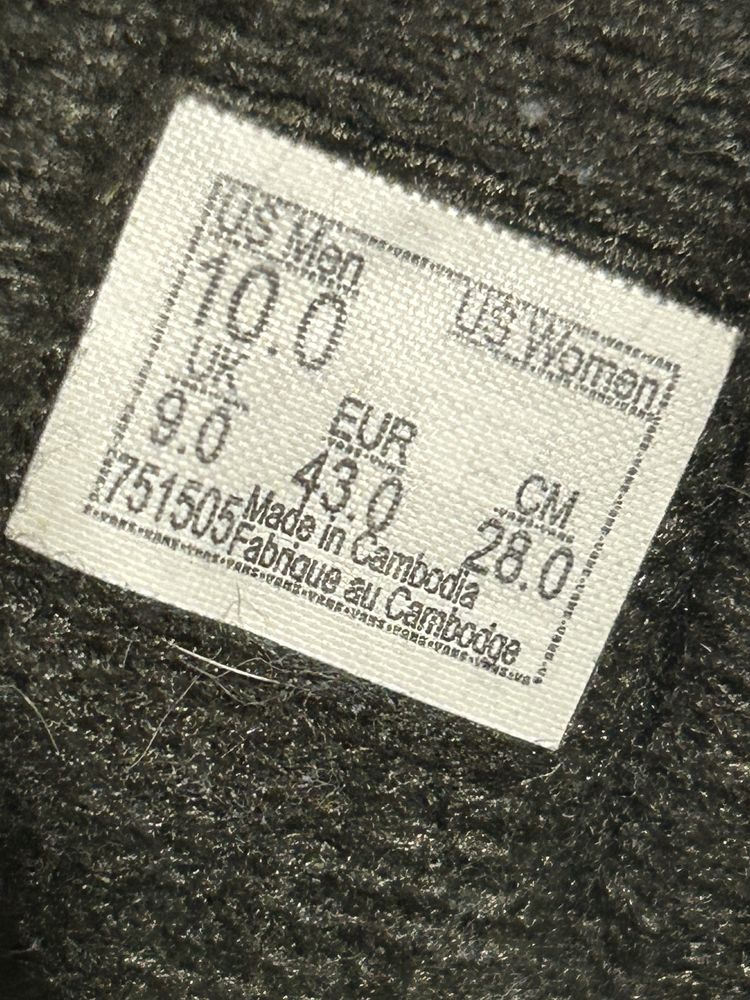 US Men US Women
10.0
UK EUR CM
9.0 43.0 28.0
751505 Made in Cambodia
Fabrique au Cambodge